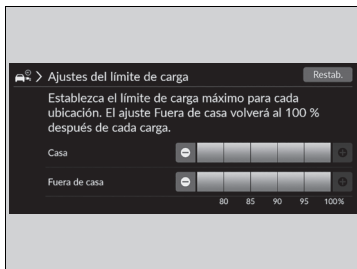 > Ajustes del límite de carga Restab.
Establezca el límite de carga máximo para cada
ubicación. El ajuste Fuera de casa volverá al 100 %
después de cada carga.
Casa
Fuera de casa
80 85 90 95 100%